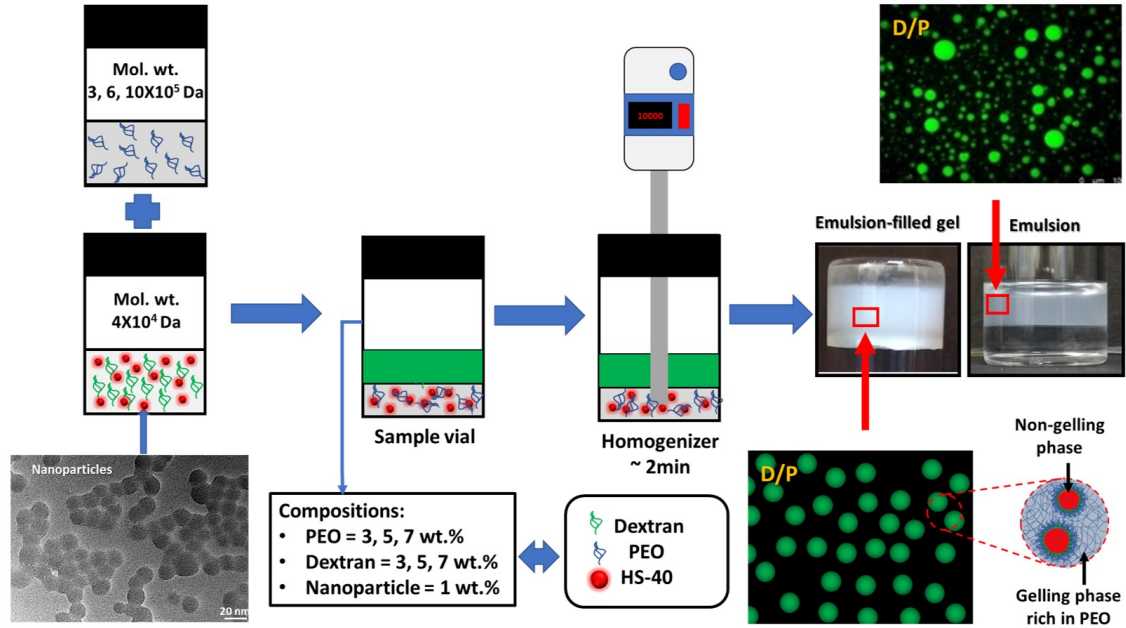 Mol. wt.
3, 6, 10X10⁵ Da
Mol. wt.
4X10⁴ Da
Nanoparticles
20 nm
Sample vial
Compositions:
• PEO = 3, 5, 7 wt.%
• Dextran = 3, 5, 7 wt.%
• Nanoparticle = 1 wt.%
10000
Homogenizer
~ 2min
Dextran
PEO
HS-40
D/P
Emulsion-filled gel
Emulsion
D/P
Non-gelling
phase
Gelling phase
rich in PEO